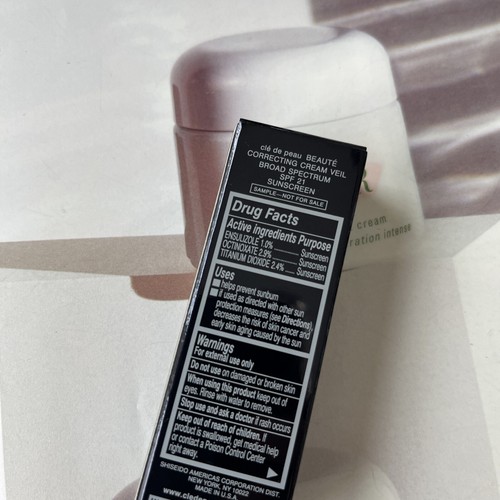 clé de peau BEAUTÉ
CORRECTING CREAM VEIL
BROAD SPECTRUM
SPF 21
SUNSCREEN
SAMPLE–NOT FOR SALE
Drug Facts
Active ingredients Purpose
ENSULIZOLE 1.0% Sunscreen
OCTINOXATE 2.9% Sunscreen
TITANIUM DIOXIDE 2.4% Sunscreen
Uses
helps prevent sunburn
if used as directed with other sun
protection measures (see Directions),
decreases the risk of skin cancer and
early skin aging caused by the sun
Warnings
For external use only
Do not use on damaged or broken skin
When using this product keep out of
eyes. Rinse with water to remove.
Stop use and ask a doctor if rash occurs
Keep out of reach of children. If
product is swallowed, get medical help
or contact a Poison Control Center
right away.
SHISEIDO AMERICAS CORPORATION DIST.
NEW YORK, NY 10022
MADE IN U.S.A.
R
cream
ration intense